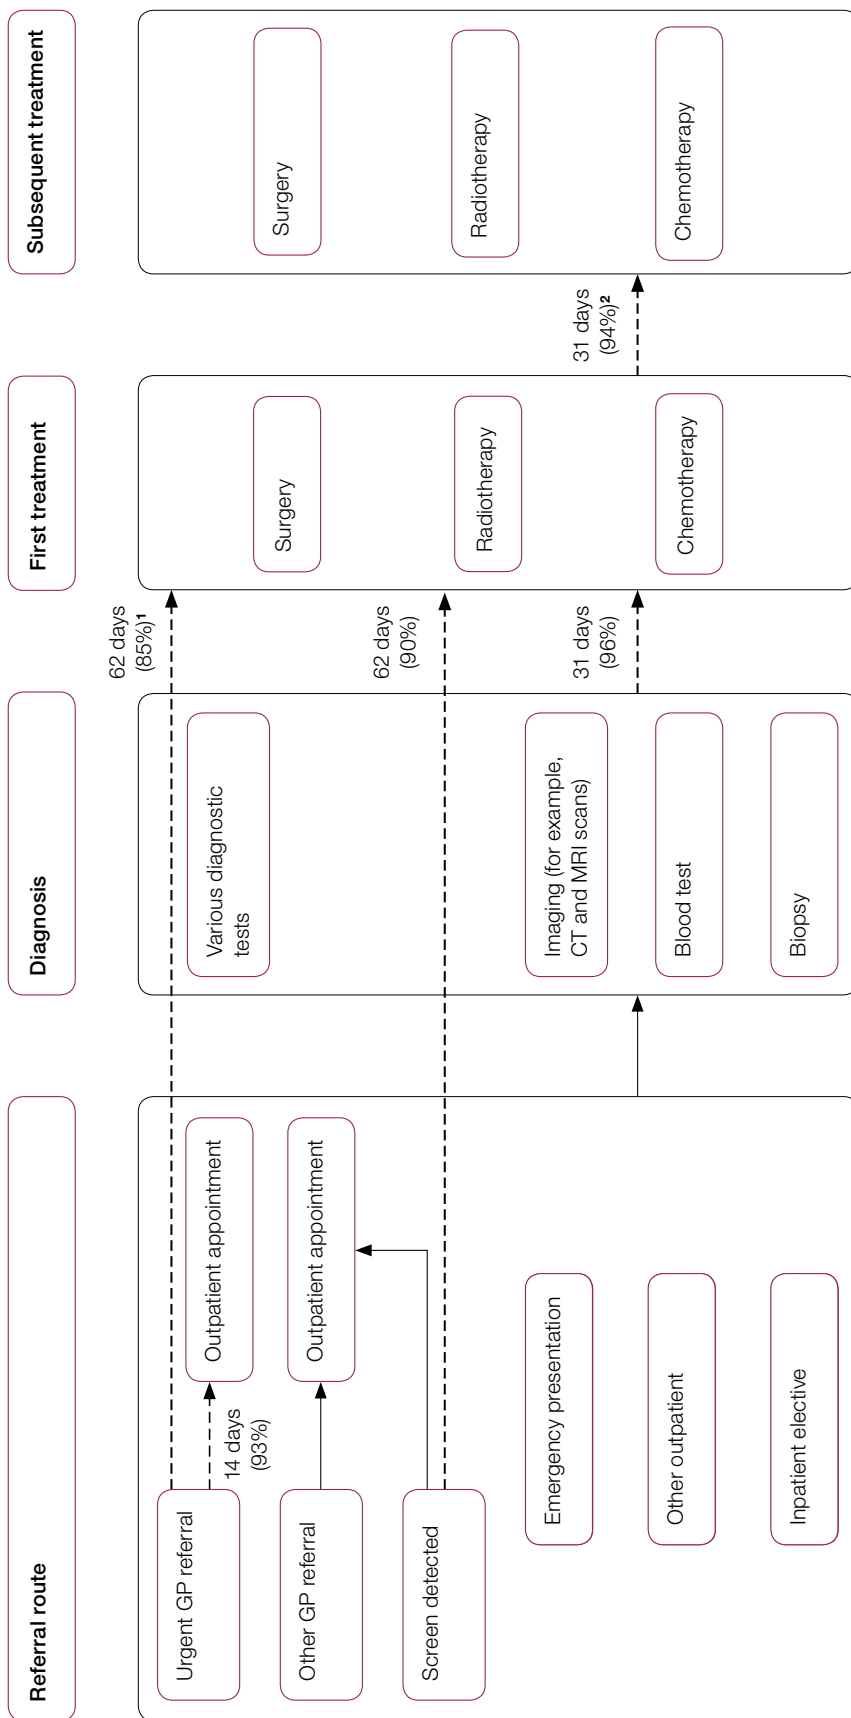 Referral route
Diagnosis
First treatment
Subsequent treatment
Urgent GP referral
14 days
(93%)
Outpatient appointment
Other GP referral
Outpatient appointment
Screen detected
Emergency presentation
Other outpatient
Inpatient elective
Various diagnostic
tests
Imaging (for example,
CT and MRI scans)
Blood test
Biopsy
62 days
(85%)¹
62 days
(90%)
31 days
(96%)
Surgery
Radiotherapy
Chemotherapy
31 days
(94%)²
Surgery
Radiotherapy
Chemotherapy